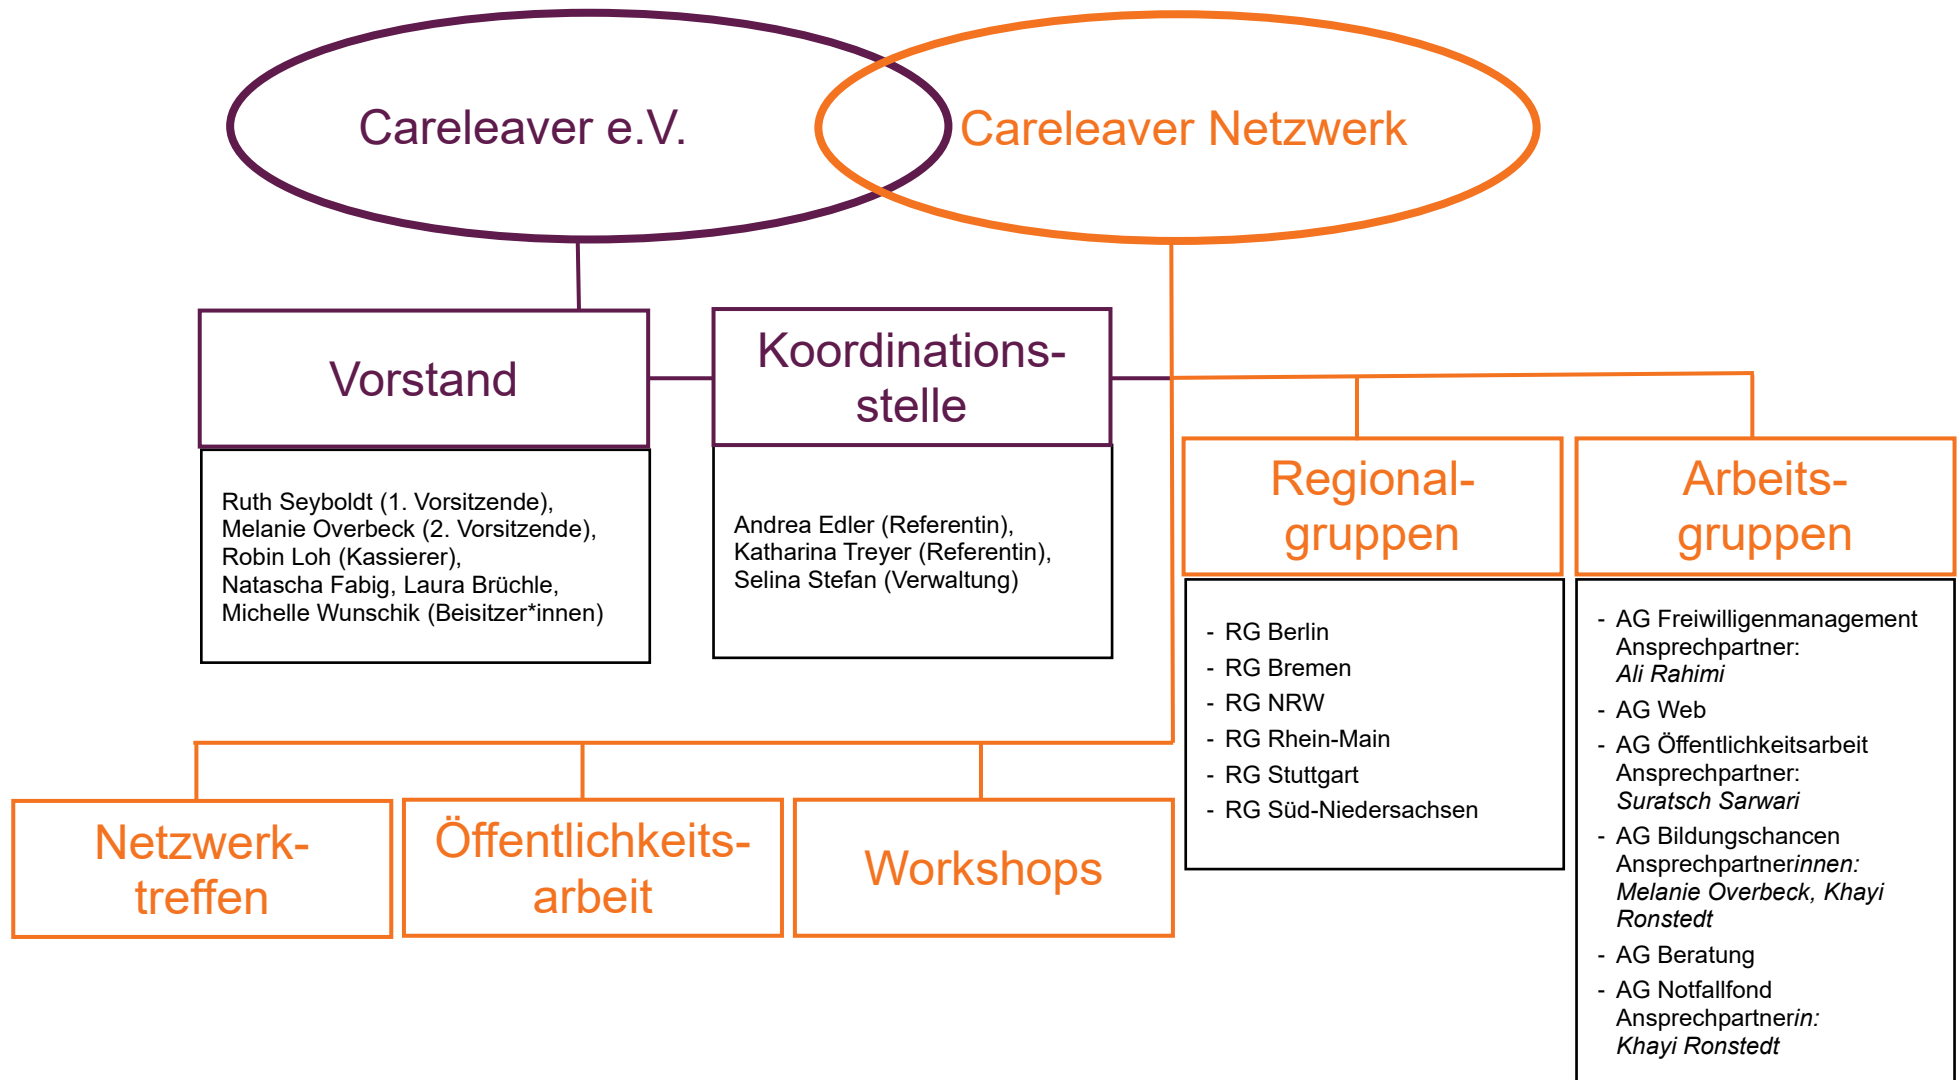 Careleaver e.V.
Careleaver Netzwerk
Vorstand
Koordinations-
stelle
Ruth Seyboldt (1. Vorsitzende),
Melanie Overbeck (2. Vorsitzende),
Robin Loh (Kassierer),
Natascha Fabig, Laura Brüchle,
Michelle Wunschik (Beisitzer*innen)
Andrea Edler (Referentin),
Katharina Treyer (Referentin),
Selina Stefan (Verwaltung)
Regional-
gruppen
- RG Berlin
- RG Bremen
- RG NRW
- RG Rhein-Main
- RG Stuttgart
- RG Süd-Niedersachsen
Arbeits-
gruppen
- AG Freiwilligenmanagement
Ansprechpartner:
Ali Rahimi
- AG Web
- AG Öffentlichkeitsarbeit
Ansprechpartner:
Suratsch Sarwari
- AG Bildungschancen
Ansprechpartnerinnen:
Melanie Overbeck, Khayi
Ronstedt
- AG Beratung
- AG Notfallfond
Ansprechpartnerin:
Khayi Ronstedt
Netzwerk-
treffen
Öffentlichkeits-
arbeit
Workshops